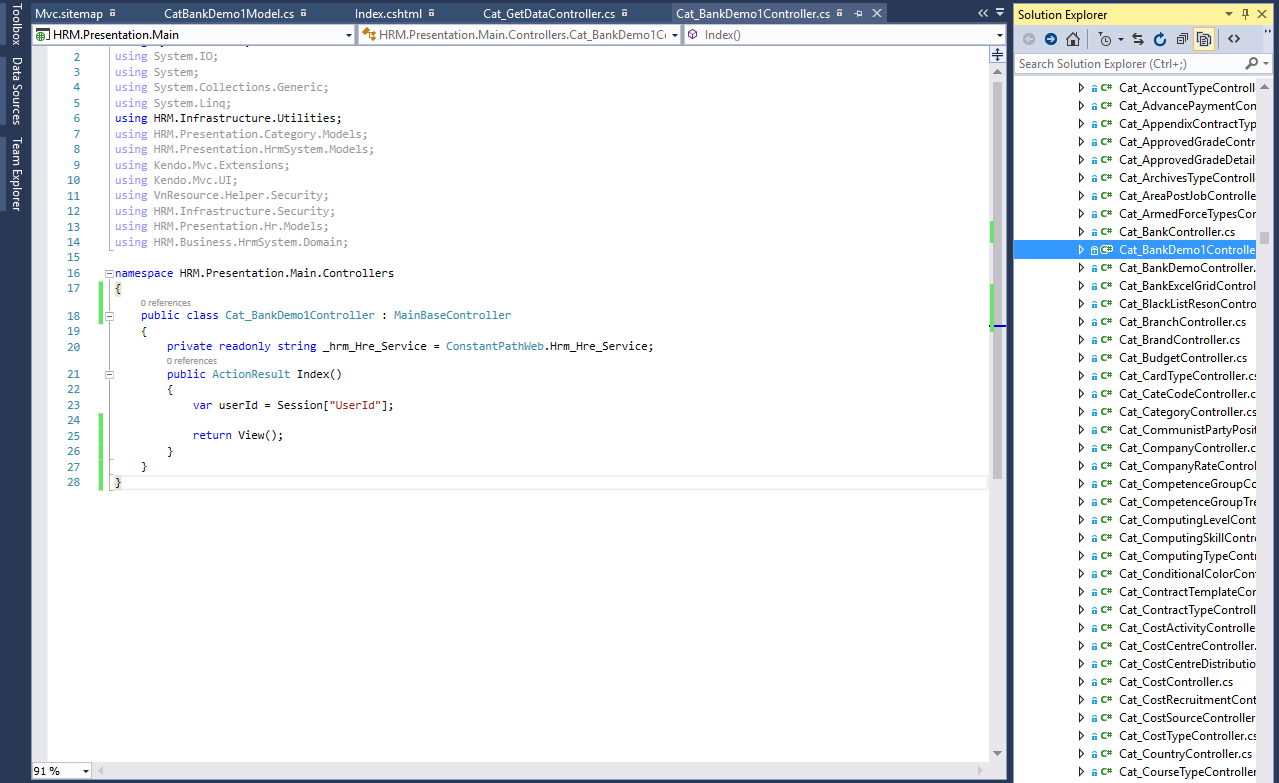 Toolbox
Data Sources
Team Explorer
Mvc.sitemap
CatBankDemo1Model.cs
Index.cshtml
Cat_GetDataController.cs
Cat_BankDemo1Controller.cs
HRM.Presentation.Main
HRM.Presentation.Main.Controllers.Cat_BankDemo1Co
Index()
2 using System.IO;
3 using System;
4 using System.Collections.Generic;
5 using System.Linq;
6 using HRM.Infrastructure.Utilities;
7 using HRM.Presentation.Category.Models;
8 using HRM.Presentation.HrmSystem.Models;
9 using Kendo.Mvc.Extensions;
10 using Kendo.Mvc.UI;
11 using VnResource.Helper.Security;
12 using HRM.Infrastructure.Security;
13 using HRM.Presentation.Hr.Models;
14 using HRM.Business.HrmSystem.Domain;
15
16 namespace HRM.Presentation.Main.Controllers
17 {
0 references
18 public class Cat_BankDemo1Controller : MainBaseController
19 {
20 private readonly string _hrm_Hre_Service = ConstantPathWeb.Hrm_Hre_Service;
0 references
21 public ActionResult Index()
22 {
23 var userId = Session["UserId"];
24
25 return View();
26 }
27 }
28 }
91 %
Solution Explorer
Search Solution Explorer (Ctrl+;)
C# Cat_AccountTypeControll
C# Cat_AdvancePaymentCon
C# Cat_AppendixContractTyp
C# Cat_ApprovedGradeContr
C# Cat_ApprovedGradeDetail
C# Cat_ArchivesTypeControll
C# Cat_AreaPostJobControlle
C# Cat_ArmedForceTypesCor
C# Cat_BankController.cs
C# Cat_BankDemo1Controlle
C# Cat_BankDemoController.
C# Cat_BankExcelGridControl
C# Cat_BlackListResonContro
C# Cat_BranchController.cs
C# Cat_BrandController.cs
C# Cat_BudgetController.cs
C# Cat_CardTypeController.cs
C# Cat_CateCodeController.c
C# Cat_CategoryController.cs
C# Cat_CommunistPartyPosit
C# Cat_CompanyController.c
C# Cat_CompanyRateControl
C# Cat_CompetenceGroupCo
C# Cat_CompetenceGroupTre
C# Cat_ComputingLevelCont
C# Cat_ComputingSkillContro
C# Cat_ComputingTypeContr
C# Cat_ConditionalColorCon
C# Cat_ContractTemplateCor
C# Cat_ContractTypeControll
C# Cat_CostActivityControlle
C# Cat_CostCentreController.
C# Cat_CostCentreDistributio
C# Cat_CostController.cs
C# Cat_CostRecruitmentCont
C# Cat_CostSourceController
C# Cat_CostTypeController.cs
C# Cat_CountryController.cs
C# Cat_CourseTypeController